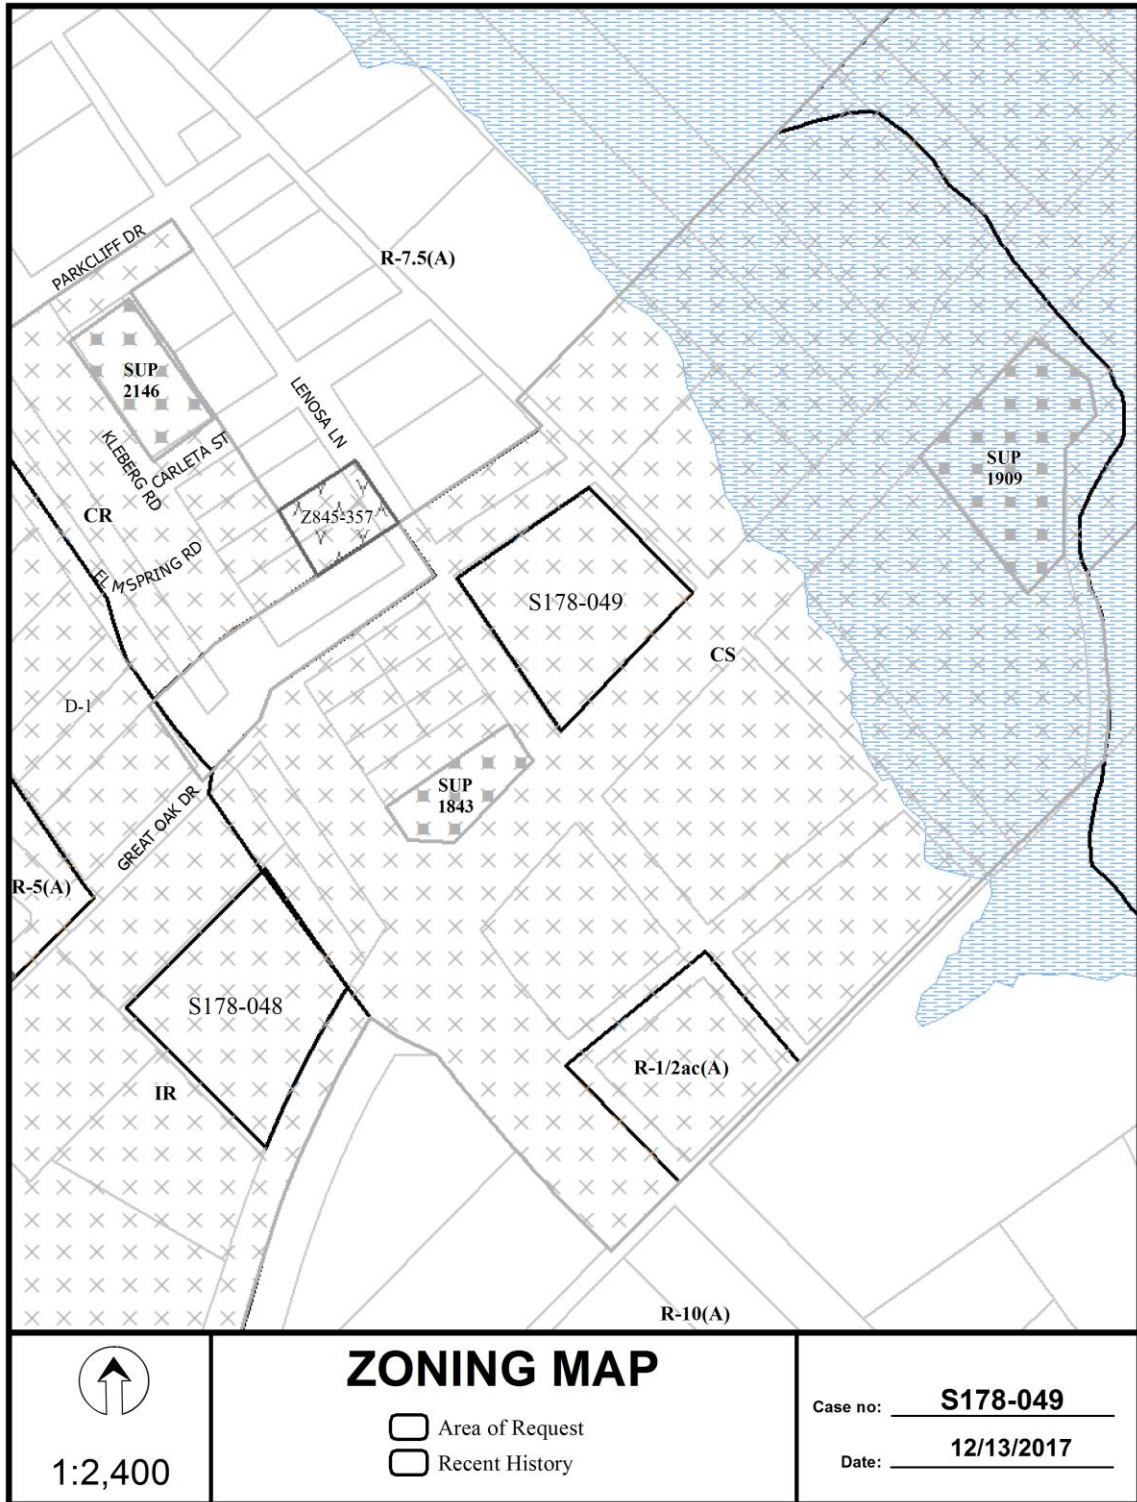 PARKCLIFF DR
R-7.5(A)
SUP
2146
LENOSA LN
KLEBERG RD
CARLETA ST
SUP
1909
Z845-357
CR
ELM SPRING RD
S178-049
CS
D-1
SUP
1843
GREAT OAK DR
R-5(A)
S178-048
R-1/2ac(A)
IR
R-10(A)
1:2,400
ZONING MAP
Area of Request
Recent History
Case no: S178-049
Date: 12/13/2017